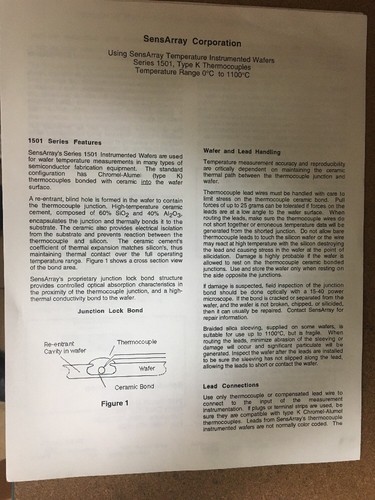 SensArray Corporation
Using SensArray Temperature Instrumented Wafers
Series 1501, Type K Thermocouples
Temperature Range 0°C to 1100°C
1501 Series Features
SensArray's Series 1501 Instrumented Wafers are used
for wafer temperature measurements in many types of
semiconductor fabrication equipment. The standard
configuration has Chromel-Alumel (type K)
thermocouples bonded with ceramic into the wafer
surface.
A re-entrant, blind hole is formed in the wafer to contain
the thermocouple junction. High-temperature ceramic
cement, composed of 60% SiO2 and 40% Al2O3,
encapsulates the junction and thermally bonds it to the
substrate. The ceramic also provides electrical isolation
from the substrate and prevents reaction between the
thermocouple and silicon. The ceramic cement's
coefficient of thermal expansion matches silicon's, thus
maintaining thermal contact over the full operating
temperature range. Figure 1 shows a cross section view
of the bond area.
SensArray's proprietary junction lock bond structure
provides controlled optical absorption characteristics in
the proximity of the thermocouple junction, and a high-
thermal conductivity bond to the wafer.
Junction Lock Bond
Re-entrant
Cavity in wafer
Thermocouple
Wafer
Ceramic Bond
Figure 1
Wafer and Lead Handling
Temperature measurement accuracy and reproducibility
are critically dependent on maintaining the ceramic
thermal path between the thermocouple junction and
wafer.
Thermocouple lead wires must be handled with care to
limit stress on the thermocouple ceramic bond. Pull
forces of up to 25 grams can be tolerated if forces on the
leads are at a low angle to the wafer surface. When
routing the leads, make sure the thermocouple wires do
not short together or erroneous temperature data will be
generated from the shorted junction. Do not allow bare
thermocouple leads to touch the silicon wafer or the wire
may react at high temperature with the silicon destroying
the lead and causing stress in the wafer at the point of
silicidation. Damage is highly probable if the wafer is
allowed to rest on the thermocouple ceramic-bonded
junctions. Use and store the wafer only when resting on
the side opposite the junctions.
If damage is suspected, field inspection of the junction
bond should be done optically with a 15-40 power
microscope. If the bond is cracked or separated from the
wafer, and the wafer is not broken, chipped, or silicided,
then it can usually be repaired. Contact SensArray for
repair information.
Braided silica sleeving, supplied on some wafers, is
suitable for use up to 1100°C, but is fragile. When
routing the leads, minimize abrasion of the sleeving or
damage will occur and significant particulate will be
generated. Inspect the wafer after the leads are installed
to be sure the sleeving has not slipped along the lead,
allowing the leads to short or contact the wafer.
Lead Connections
Use only thermocouple or compensated lead wire to
connect to the input of the measurement
instrumentation. If plugs or terminal strips are used, be
sure they are compatible with type K Chromel-Alumel
thermocouples. Leads from SensArray's thermocouple
instrumented wafers are not normally color coded. The